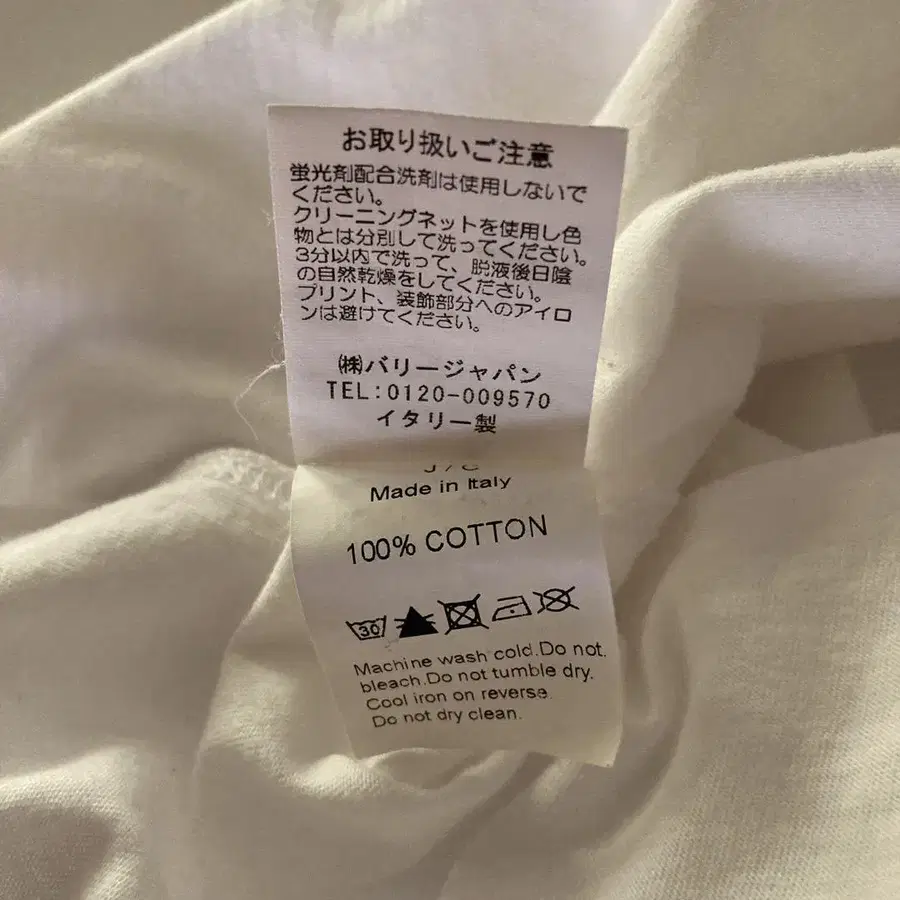 お取り扱いご注意
蛍光剤配合洗剤は使用しないで
ください。
クリーニングネットを使用し色
物とは分別して洗ってください。
3分以内で洗って、脱液後日陰
の自然乾燥をしてください。
プリント、装飾部分へのアイロ
ンは避けてください。
㈱バリージャパン
TEL:0120-009570
イタリー製
Made in Italy
100% COTTON
30
Machine wash cold.Do not
bleach.Do not tumble dry.
Cool iron on reverse.
Do not dry clean.